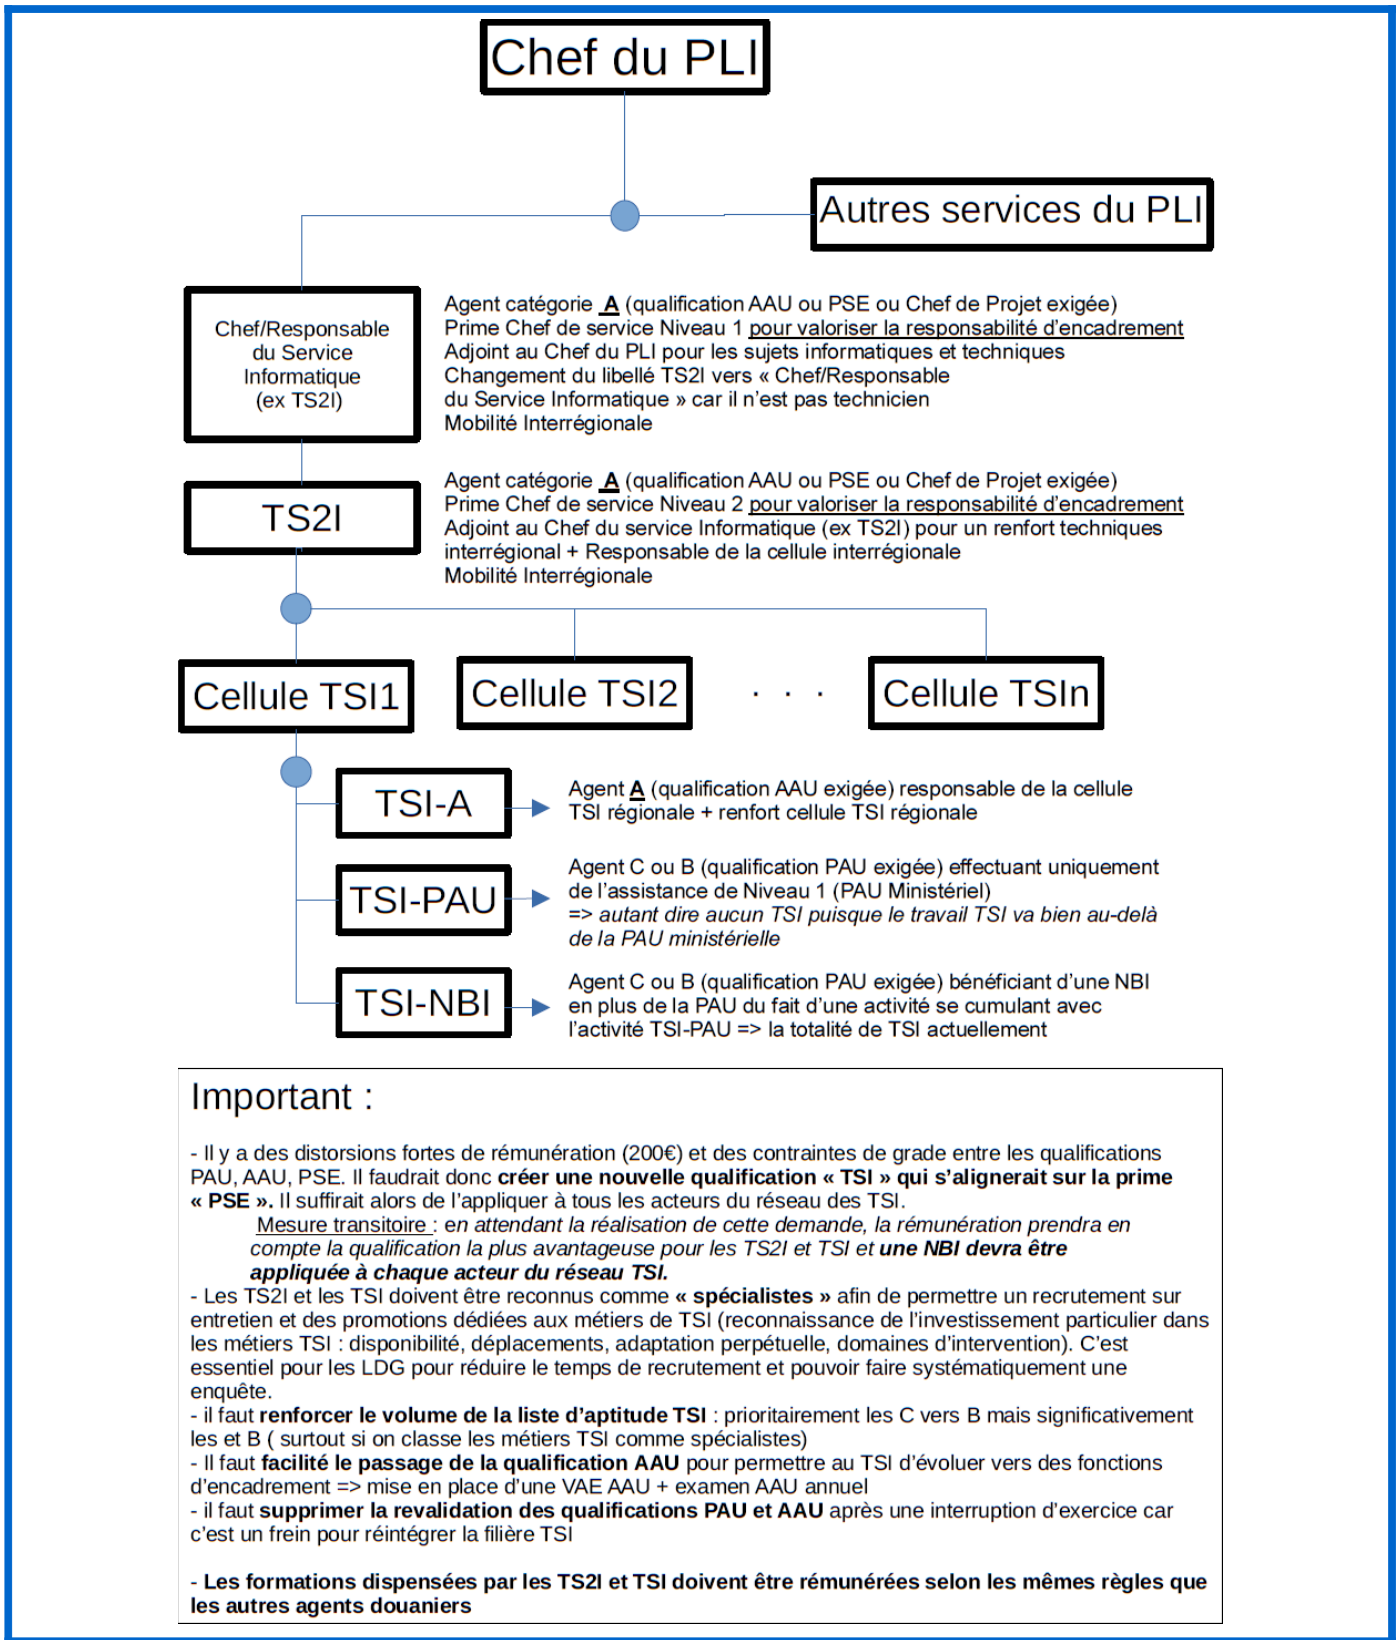 Chef du PLI
Autres services du PLI
Chef/Responsable
du Service
Informatique
(ex TS2I)
Agent catégorie  A (qualification AAU ou PSE ou Chef de Projet exigée)
Prime Chef de service Niveau 1 pour valoriser la responsabilité d’encadrement
Adjoint au Chef du PLI pour les sujets informatiques et techniques
Changement du libellé TS2I vers « Chef/Responsable
du Service Informatique » car il n’est pas technicien
Mobilité Interrégionale
TS2I
Agent catégorie  A (qualification AAU ou PSE ou Chef de Projet exigée)
Prime Chef de service Niveau 2 pour valoriser la responsabilité d’encadrement
Adjoint au Chef du service Informatique (ex TS2I) pour un renfort techniques
interrégional + Responsable de la cellule interrégionale
Mobilité Interrégionale
Cellule TSI1
Cellule TSI2
. . .
Cellule TSIn
TSI-A
Agent A (qualification AAU exigée) responsable de la cellule
TSI régionale + renfort cellule TSI régionale
TSI-PAU
Agent C ou B (qualification PAU exigée) effectuant uniquement
de l’assistance de Niveau 1 (PAU Ministériel)
=> autant dire aucun TSI puisque le travail TSI va bien au-delà
de la PAU ministérielle
TSI-NBI
Agent C ou B (qualification PAU exigée) bénéficiant d’une NBI
en plus de la PAU du fait d’une activité se cumulant avec
l’activité TSI-PAU => la totalité de TSI actuellement
Important :
- Il y a des distorsions fortes de rémunération (200€) et des contraintes de grade entre les qualifications
PAU, AAU, PSE. Il faudrait donc créer une nouvelle qualification « TSI » qui s’alignerait sur la prime
« PSE ». Il suffirait alors de l’appliquer à tous les acteurs du réseau des TSI.
Mesure transitoire : en attendant la réalisation de cette demande, la rémunération prendra en
compte la qualification la plus avantageuse pour les TS2I et TSI et une NBI devra être
appliquée à chaque acteur du réseau TSI.
- Les TS2I et les TSI doivent être reconnus comme « spécialistes » afin de permettre un recrutement sur
entretien et des promotions dédiées aux métiers de TSI (reconnaissance de l’investissement particulier dans
les métiers TSI : disponibilité, déplacements, adaptation perpétuelle, domaines d’intervention). C’est
essentiel pour les LDG pour réduire le temps de recrutement et pouvoir faire systématiquement une
enquête.
- il faut renforcer le volume de la liste d’aptitude TSI : prioritairement les C vers B mais significativement
les et B ( surtout si on classe les métiers TSI comme spécialistes)
- Il faut facilité le passage de la qualification AAU pour permettre au TSI d’évoluer vers des fonctions
d’encadrement => mise en place d’une VAE AAU + examen AAU annuel
- il faut supprimer la revalidation des qualifications PAU et AAU après une interruption d’exercice car
c’est un frein pour réintégrer la filière TSI
- Les formations dispensées par les TS2I et TSI doivent être rémunérées selon les mêmes règles que
les autres agents douaniers